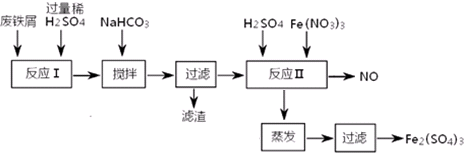 过量稀
废铁屑 H2SO4 NaHCO3 H2SO4 Fe(NO3)3
反应Ⅰ 搅拌 过滤 反应Ⅱ NO
滤渣
蒸发 过滤 Fe2(SO4)3